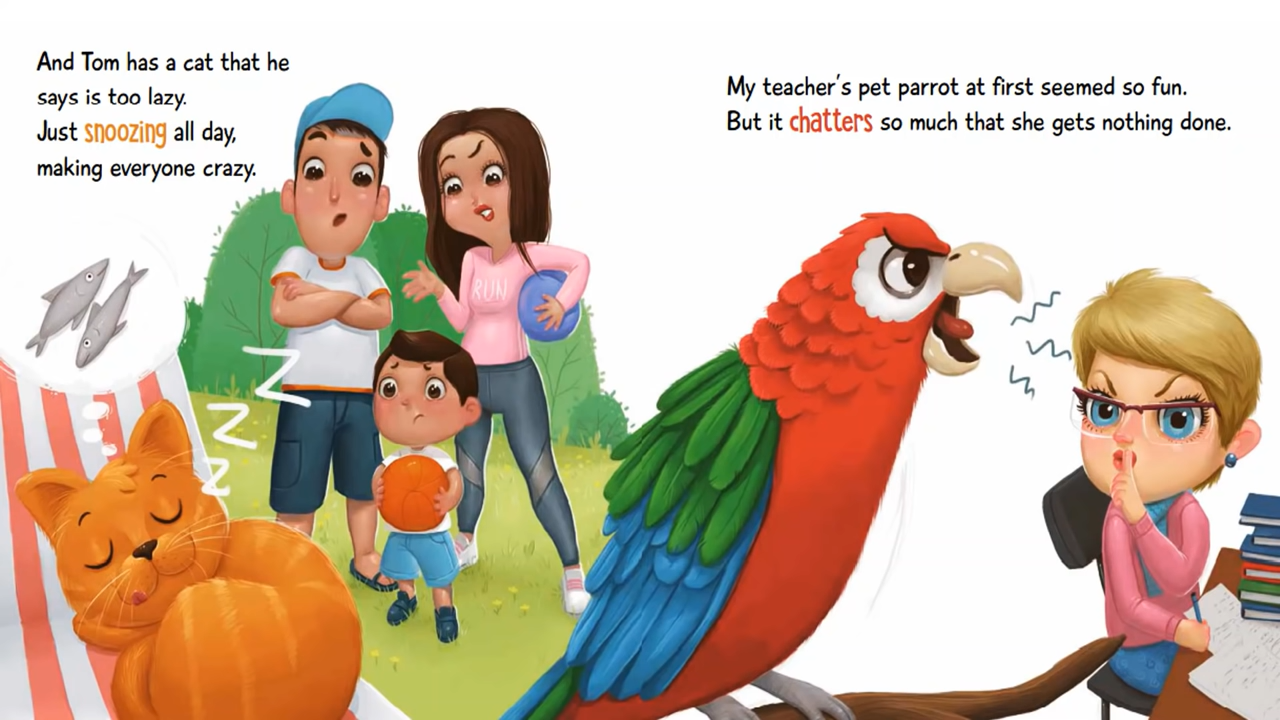 And Tom has a cat that he
says is too lazy.
Just snoozing all day,
making everyone crazy.
My teacher's pet parrot at first seemed so fun.
But it chatters so much that she gets nothing done.
RUN
Z
Z
Z